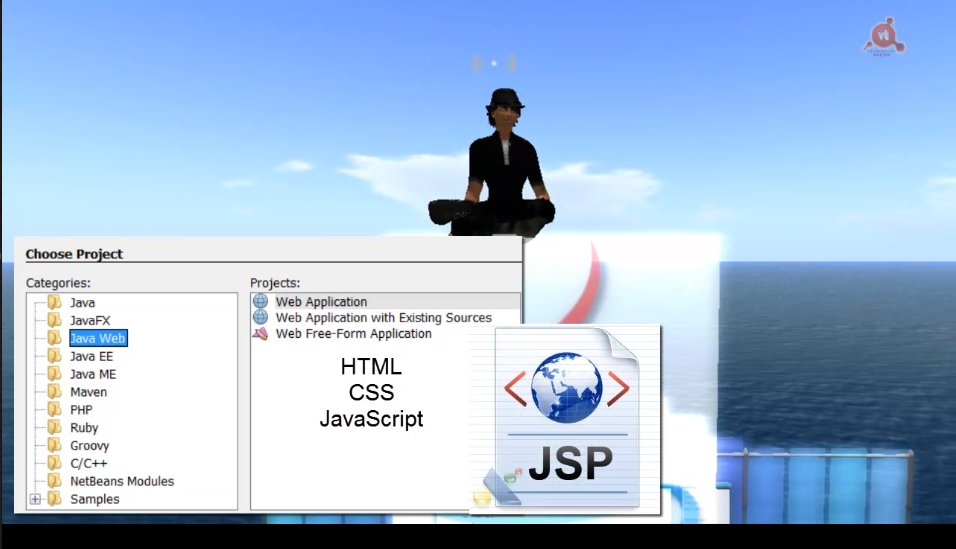 Choose Project
Categories:
Projects:
Java
JavaFX
Java Web
Java EE
Java ME
Maven
PHP
Ruby
Groovy
C/C++
NetBeans Modules
Samples
Web Application
Web Application with Existing Sources
Web Free-Form Application
HTML
CSS
JavaScript
< >
JSP